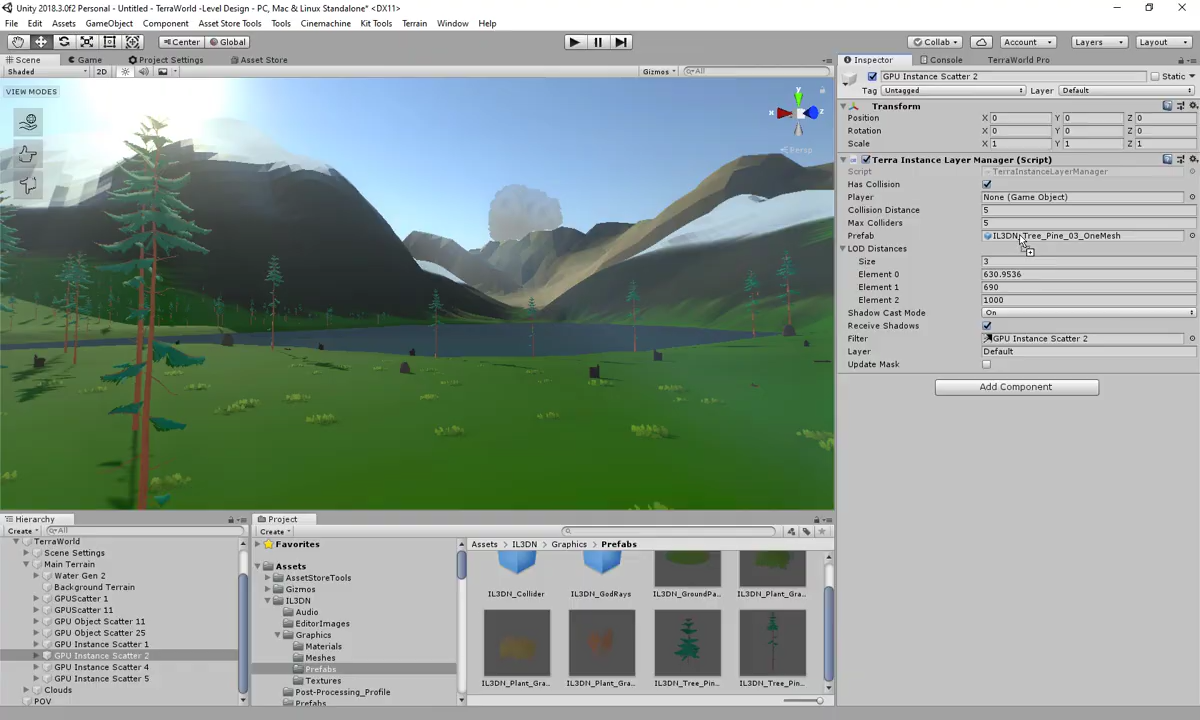 Unity 2018.3.0f2 Personal - Untitled - TerraWorld -Level Design - PC, Mac & Linux Standalone* <DX11>
File Edit Assets GameObject Component Asset Store Tools Tools Cinemachine Kit Tools Terrain Window Help
Center Global Collab Account Layers Layout
Scene Game Project Settings Asset Store
Shaded 2D Gizmos All
VIEW MODES
y
x
z
Persp
Inspector Console TerraWorld Pro
GPU Instance Scatter 2 Static
Tag Untagged Layer Default
Transform
Position X 0 Y 0 Z 0
Rotation X 0 Y 0 Z 0
Scale X 1 Y 1 Z 1
Terra Instance Layer Manager (Script)
Script TerraInstanceLayerManager
Has Collision
Player None (Game Object)
Collision Distance 5
Max Colliders 5
Prefab IL3DN_Tree_Pine_03_OneMesh
LOD Distances
Size 3
Element 0 630.9536
Element 1 690
Element 2 1000
Shadow Cast Mode On
Receive Shadows
Filter GPU Instance Scatter 2
Layer Default
Update Mask
Add Component
Hierarchy
Create All
TerraWorld
Scene Settings
Main Terrain
Water Gen 2
Background Terrain
GPUScatter 1
GPUScatter 11
GPU Object Scatter 11
GPU Object Scatter 25
GPU Instance Scatter 1
GPU Instance Scatter 2
GPU Instance Scatter 4
GPU Instance Scatter 5
Clouds
POV
Project
Create
Favorites
Assets
AssetStoreTools
Gizmos
IL3DN
Audio
EditorImages
Graphics
Materials
Meshes
Prefabs
Textures
Post-Processing_Profile
Prefabs
Assets > IL3DN > Graphics > Prefabs
IL3DN_Collider IL3DN_GodRays IL3DN_GroundPa... IL3DN_Plant_Gra...
IL3DN_Plant_Gra... IL3DN_Plant_Gra... IL3DN_Tree_Pin... IL3DN_Tree_Pin...